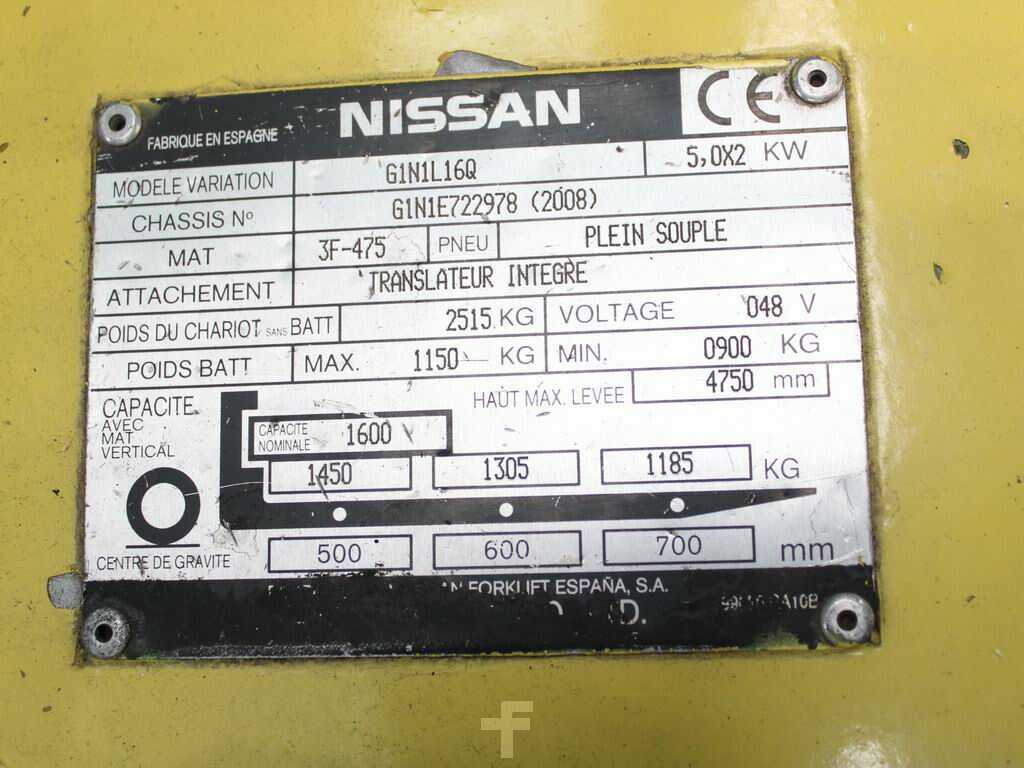 FABRIQUE EN ESPAGNE NISSAN CE
MODELE VARIATION G1N1L16Q 5,0X2 KW
CHASSIS Nº G1N1E722978 (2008)
MAT 3F-475 PNEU PLEIN SOUPLE
ATTACHEMENT TRANSLATEUR INTEGRE
POIDS DU CHARIOT SANS BATT 2515 KG VOLTAGE 048 V
POIDS BATT MAX. 1150 KG MIN. 0900 KG
HAUT MAX. LEVEE 4750 mm
CAPACITE
AVEC
MAT
VERTICAL
CAPACITE
NOMINALE 1600
1450 1305 1185 KG
CENTRE DE GRAVITE 500 600 700 mm
FORKLIFT ESPAÑA, S.A.